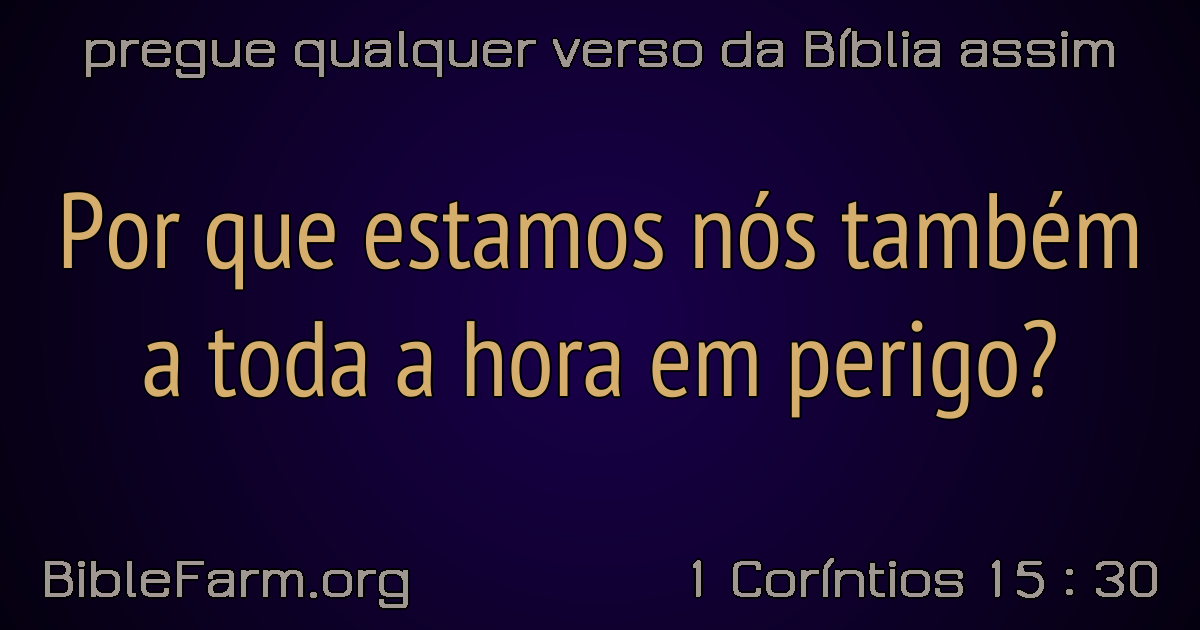 pregue qualquer verso da Bíblia assim
Por que estamos nós também
a toda a hora em perigo?
BibleFarm.org
1 Coríntios 15 : 30